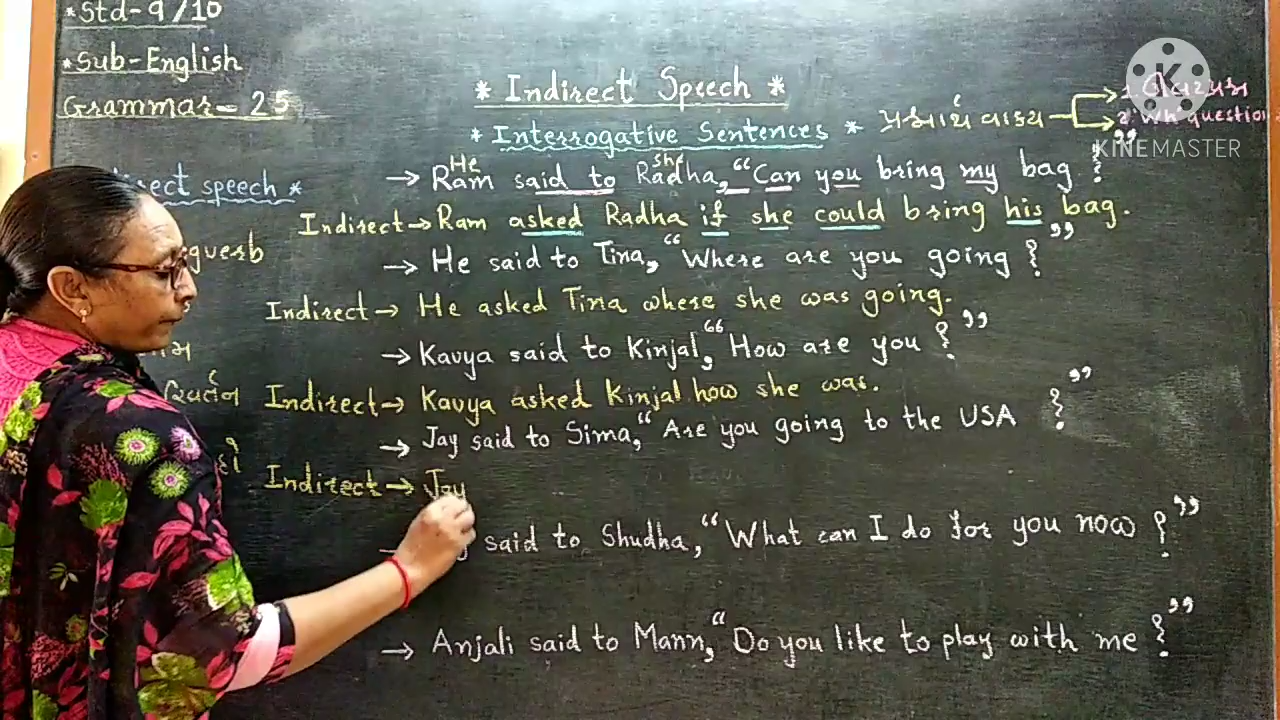 *Std-9/10
*Sub-English
Grammar-25
* Indirect Speech *
* Interrogative Sentences * પ્રશ્નાર્થ વાક્ય
2. Wh question
KINEMASTER
He she
→ Ram said to Radha, “Can you bring my bag ?”
Indirect → Ram asked Radha if she could bring his bag.
→ He said to Tina, “Where are you going ?”
Indirect → He asked Tina where she was going.
→ Kavya said to Kinjal, “How are you ?”
Indirect → Kavya asked Kinjal how she was.
→ Jay said to Sima, “Are you going to the USA ?”
Indirect → Jay
said to Shudha, “What can I do for you now ?”
→ Anjali said to Mann, “Do you like to play with me ?”
speech *